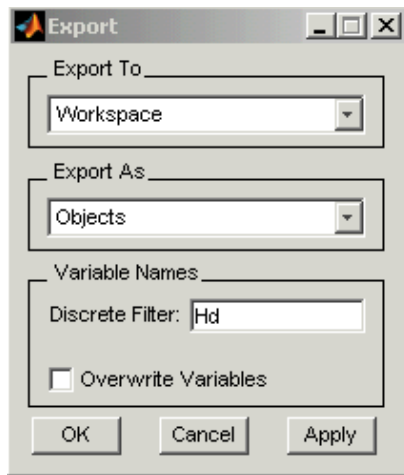 Export
Export To
Workspace
Export As
Objects
Variable Names
Discrete Filter: Hd
Overwrite Variables
OK Cancel Apply